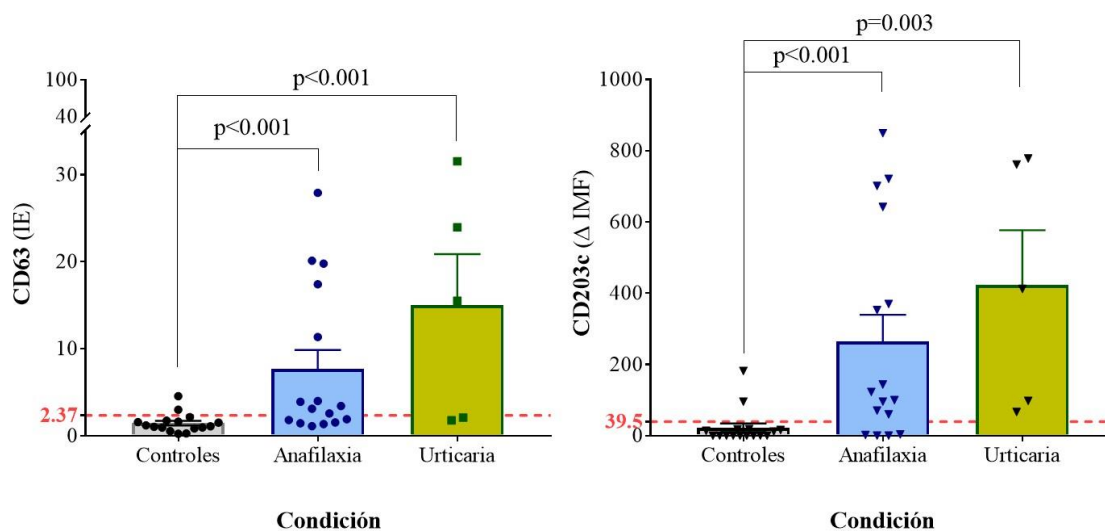 p<0.001
p<0.001
100
40
30
20
10
2.37
0
CD63 (IE)
Controles Anafilaxia Urticaria
Condición
p=0.003
p<0.001
1000
800
600
400
200
39.5
0
CD203c (Δ IMF)
Controles Anafilaxia Urticaria
Condición